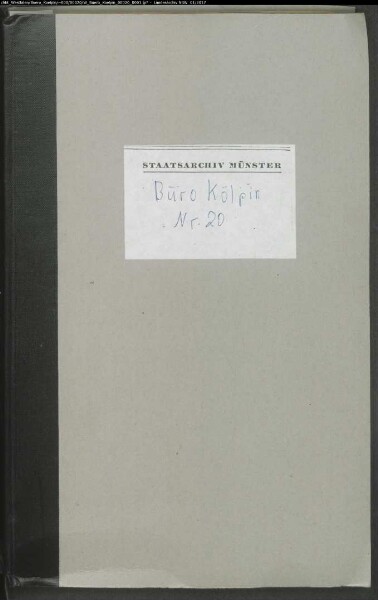 STAATSARCHIV MÜNSTER
Büro Kölpin
Nr. 20